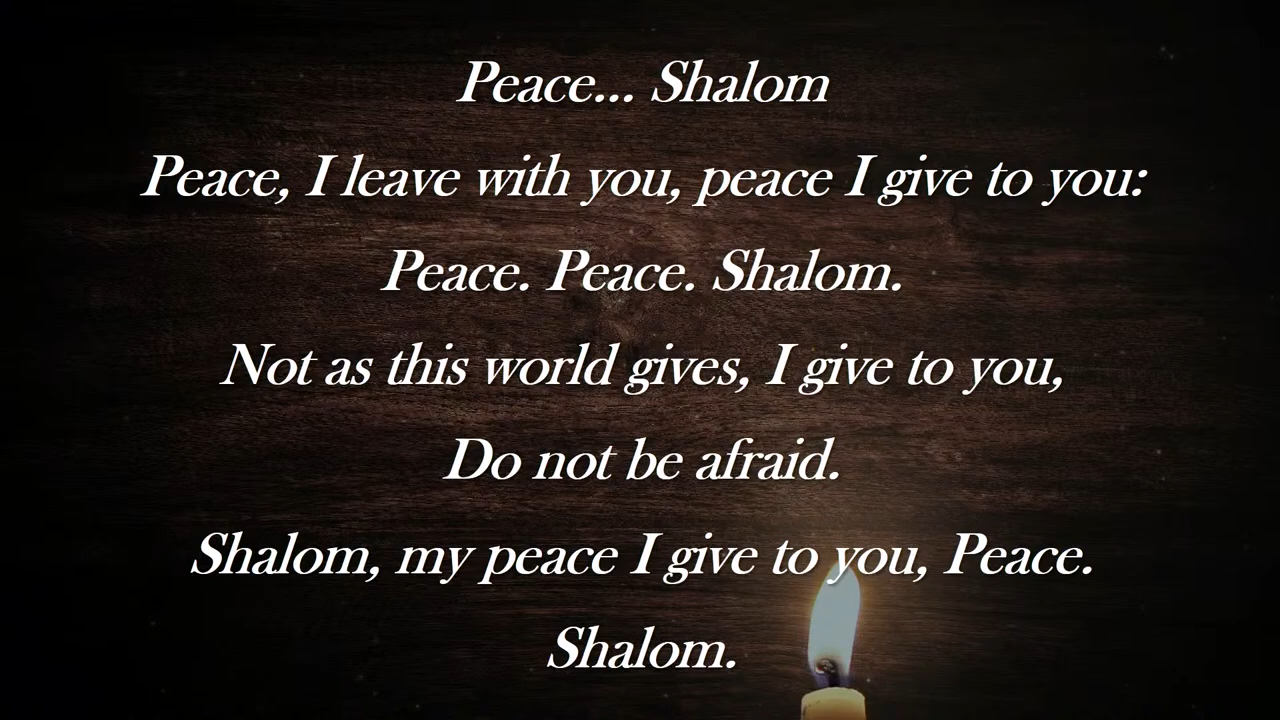 Peace... Shalom
Peace, I leave with you, peace I give to you:
Peace. Peace. Shalom.
Not as this world gives, I give to you,
Do not be afraid.
Shalom, my peace I give to you, Peace.
Shalom.